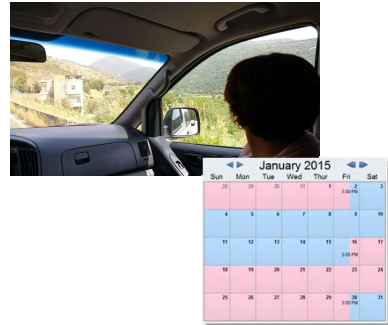 January 2015
Sun Mon Tue Wed Thur Fri Sat
28 29 30 31 1 2 3
3:00 PM
4 5 6 7 8 9 10
11 12 13 14 15 16 17
3:00 PM
18 19 20 21 22 23 24
25 26 27 28 29 30 31
3:00 PM